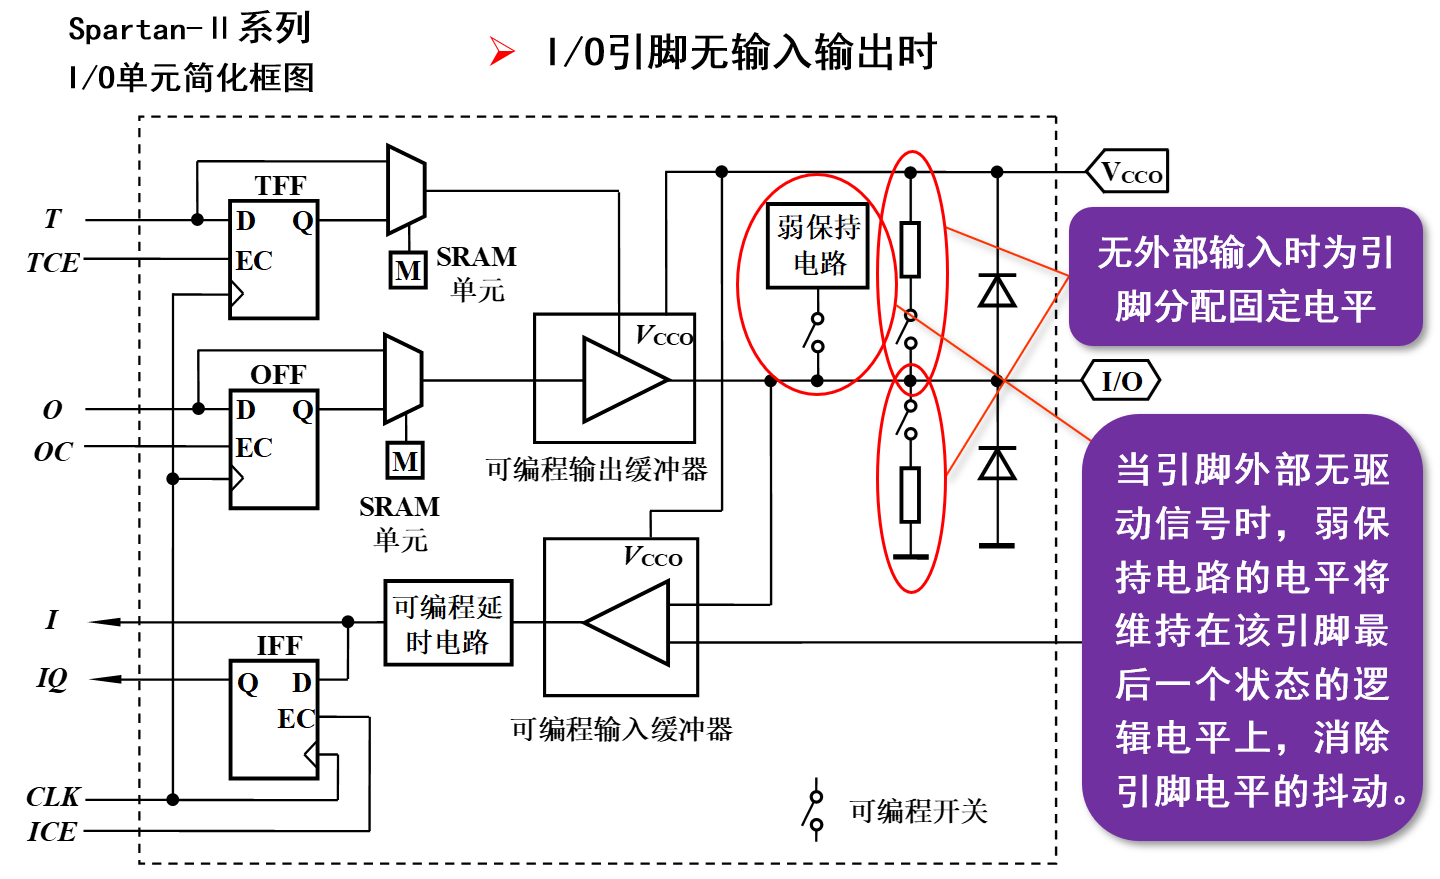 Spartan-Ⅱ系列
I/O单元简化框图
I/O引脚无输入输出时
TFF
T
D
Q
TCE
EC
M
SRAM
单元
弱保持
电路
VCCO
无外部输入时为引
脚分配固定电平
VCCO
I/O
OFF
O
D
Q
OC
EC
M
SRAM
单元
可编程输出缓冲器
VCCO
可编程延
时电路
I
IFF
IQ
Q
D
EC
可编程输入缓冲器
CLK
ICE
可编程开关
当引脚外部无驱
动信号时，弱保
持电路的电平将
维持在该引脚最
后一个状态的逻
辑电平上，消除
引脚电平的抖动。